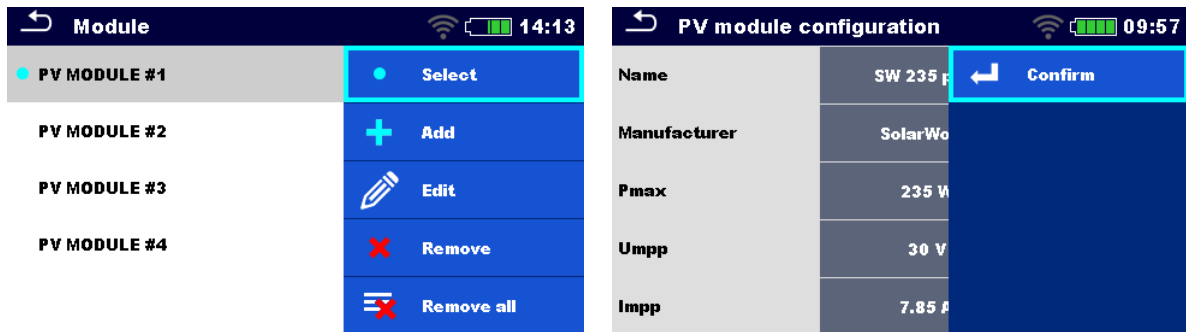 Module 14:13
PV MODULE #1 Select
PV MODULE #2 Add
PV MODULE #3 Edit
PV MODULE #4 Remove
Remove all
PV module configuration 09:57
Name SW 235 Confirm
Manufacturer SolarWo
Pmax 235 W
Umpp 30 V
Impp 7.85 A